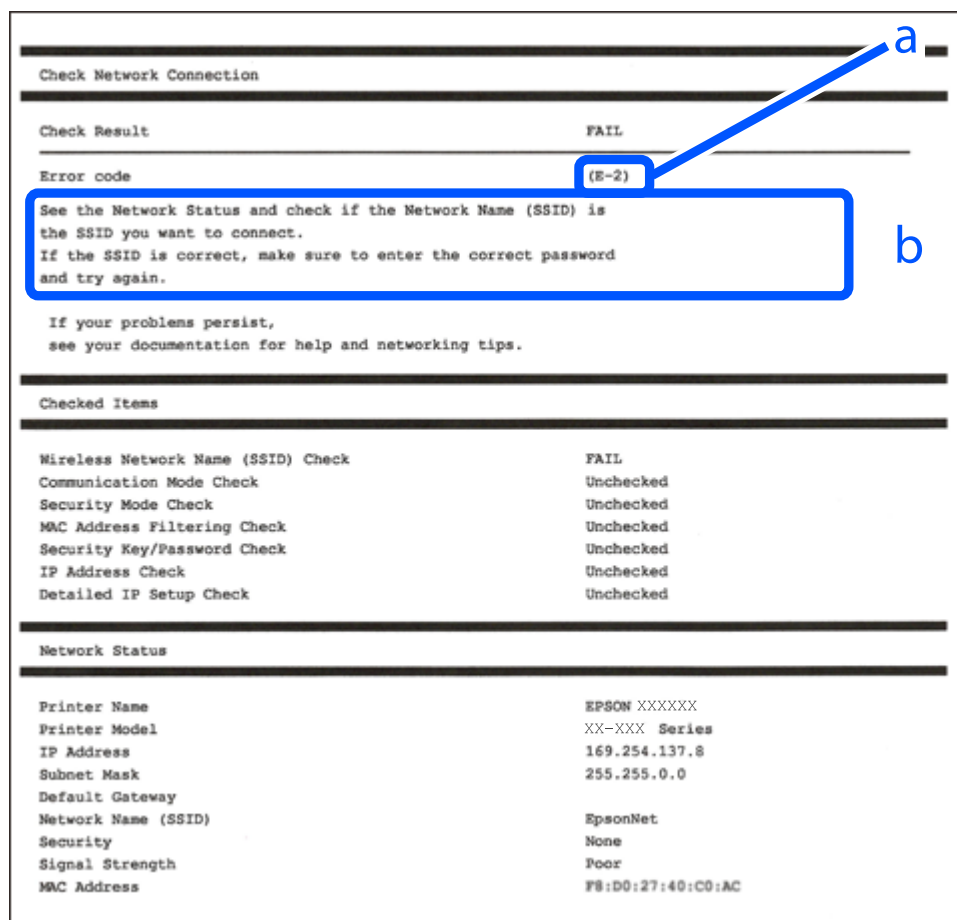 a
Check Network Connection
Check Result FAIL
Error code (E-2)
See the Network Status and check if the Network Name (SSID) is
the SSID you want to connect.
If the SSID is correct, make sure to enter the correct password
and try again.
b
If your problems persist,
see your documentation for help and networking tips.
Checked Items
Wireless Network Name (SSID) Check FAIL
Communication Mode Check Unchecked
Security Mode Check Unchecked
MAC Address Filtering Check Unchecked
Security Key/Password Check Unchecked
IP Address Check Unchecked
Detailed IP Setup Check Unchecked
Network Status
Printer Name EPSON XXXXXX
Printer Model XX-XXX Series
IP Address 169.254.137.8
Subnet Mask 255.255.0.0
Default Gateway
Network Name (SSID) EpsonNet
Security None
Signal Strength Poor
MAC Address F8:D0:27:40:C0:AC